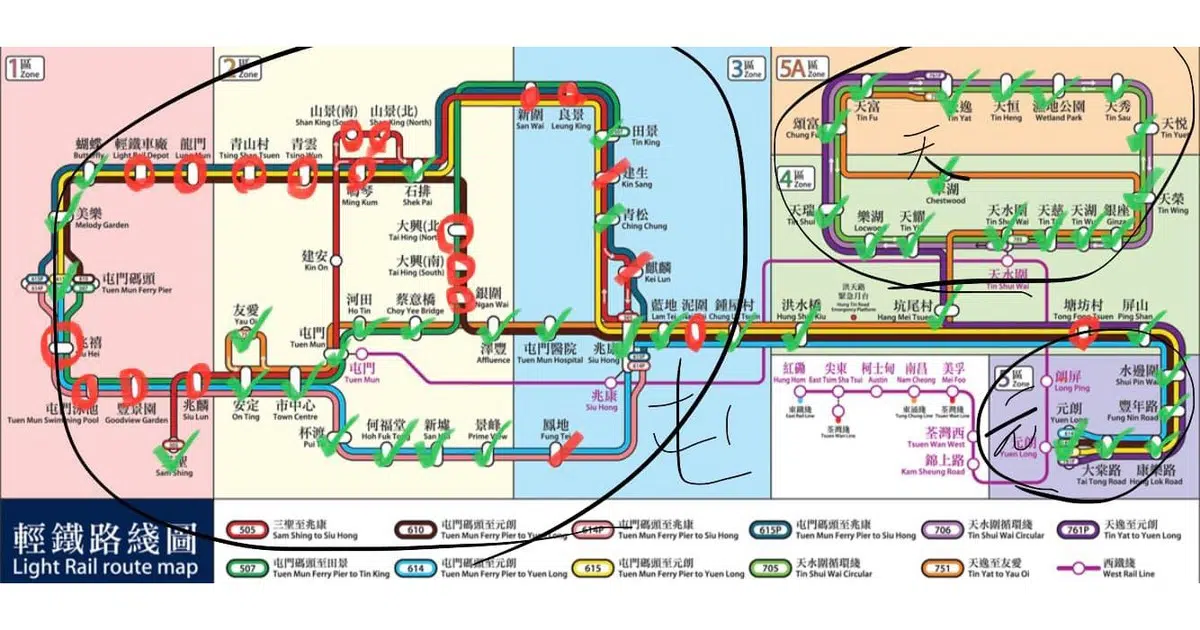 1 區 Zone
2 區 Zone
3 區 Zone
5A 區 Zone
山景(南)
Shan King (South)
山景(北)
Shan King (North)
新圍
San Wai
良景
Leung King
天富
Tin Fu
天逸
Tin Yat
天恒
Tin Heng
濕地公園
Wetland Park
天秀
Tin Sau
頌富
Chung Fu
天悅
Tin Yuet
蝴蝶
Butterfly
輕鐵車廠
Light Rail Depot
龍門
Lung Mun
青山村
Tsing Shan Tsuen
青雲
Tsing Wun
鳴琴
Ming Kum
石排
Shek Pai
田景
Tin King
建生
Kin Sang
天
4 區 Zone
Chestwood
美樂
Melody Garden
大興(北)
Tai Hing (North)
青松
Ching Chung
天瑞
Tin Shui
樂湖
Locwood
天耀
Tin Yiu
天水圍
Tin Shui Wai
天慈
Tin Tsz
天湖
Tin Wu
銀座
Ginza
天榮
Tin Wing
建安
Kin On
大興(南)
Tai Hing (South)
麒麟
Kei Lun
屯門碼頭
Tuen Mun Ferry Pier
銀圍
Ngan Wai
天水圍
Tin Shui Wai
洪天路
緊急月台
Hung Tin Road
Emergency Platform
友愛
Yau Oi
河田
Ho Tin
蔡意橋
Choy Yee Bridge
藍地
Lam Tei
泥圍
鍾屋村
Chung Uk Tsuen
洪水橋
Hung Shui Kiu
坑尾村
Hang Mei Tsuen
塘坊村
Tong Fong Tsuen
屏山
Ping Shan
屯門
Tuen Mun
澤豐
Affluence
屯門醫院
Tuen Mun Hospital
兆康
Siu Hong
屯門
Tuen Mun
兆康
Siu Hong
兆禧
Siu Hei
屯門泳池
Tuen Mun Swimming Pool
豐景園
Goodview Garden
兆麟
Siu Lun
安定
On Ting
市中心
Town Centre
三聖
Sam Shing
杯渡
Pui To
何福堂
Hoh Fuk Tong
新墟
San Hui
景峰
Prime View
鳳地
Fung Tei
屯
紅磡
Hung Hom
尖東
East Tsim Sha Tsui
柯士甸
Austin
南昌
Nam Cheong
美孚
Mei Foo
東鐵綫
East Rail Line
荃灣綫
Tsuen Wan Line
東涌綫
Tung Chung Line
荃灣綫
Tsuen Wan Line
荃灣西
Tsuen Wan West
錦上路
Kam Sheung Road
5 區 Zone
朗屏
Long Ping
元朗
Yuen Long
元朗
Yuen Long
元
水邊圍
Shui Pin Wai
豐年路
Fung Nin Road
大棠路
Tai Tong Road
康樂路
Hong Lok Road
輕鐵路綫圖
Light Rail route map
505 三聖至兆康
Sam Shing to Siu Hong
610 屯門碼頭至元朗
Tuen Mun Ferry Pier to Yuen Long
614P 屯門碼頭至兆康
Tuen Mun Ferry Pier to Siu Hong
615P 屯門碼頭至兆康
Tuen Mun Ferry Pier to Siu Hong
706 天水圍循環綫
Tin Shui Wai Circular
761P 天逸至元朗
Tin Yat to Yuen Long
507 屯門碼頭至田景
Tuen Mun Ferry Pier to Tin King
614 屯門碼頭至元朗
Tuen Mun Ferry Pier to Yuen Long
615 屯門碼頭至元朗
Tuen Mun Ferry Pier to Yuen Long
705 天水圍循環綫
Tin Shui Wai Circular
751 天逸至友愛
Tin Yat to Yau Oi
西鐵綫
West Rail Line